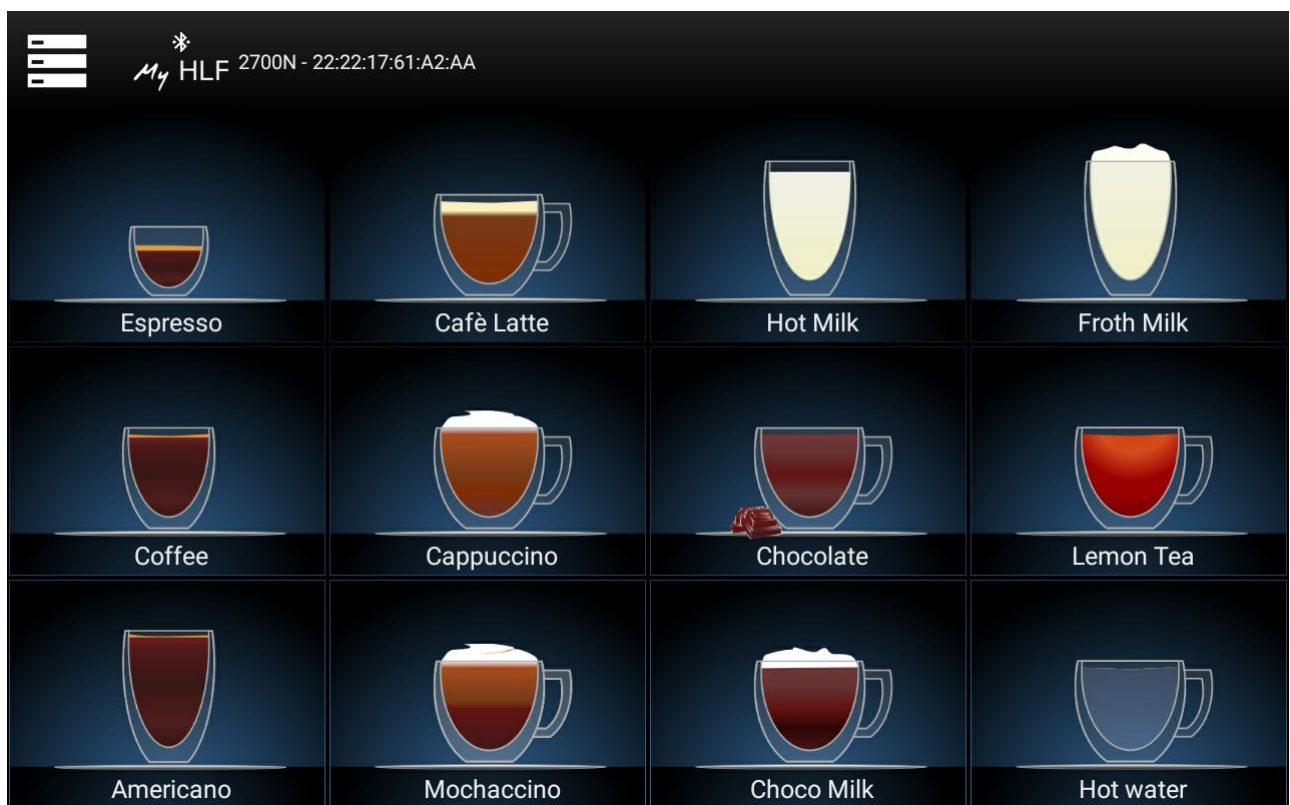 My HLF 2700N - 22:22:17:61:A2:AA
Espresso Cafè Latte Hot Milk Froth Milk
Coffee Cappuccino Chocolate Lemon Tea
Americano Mochaccino Choco Milk Hot water